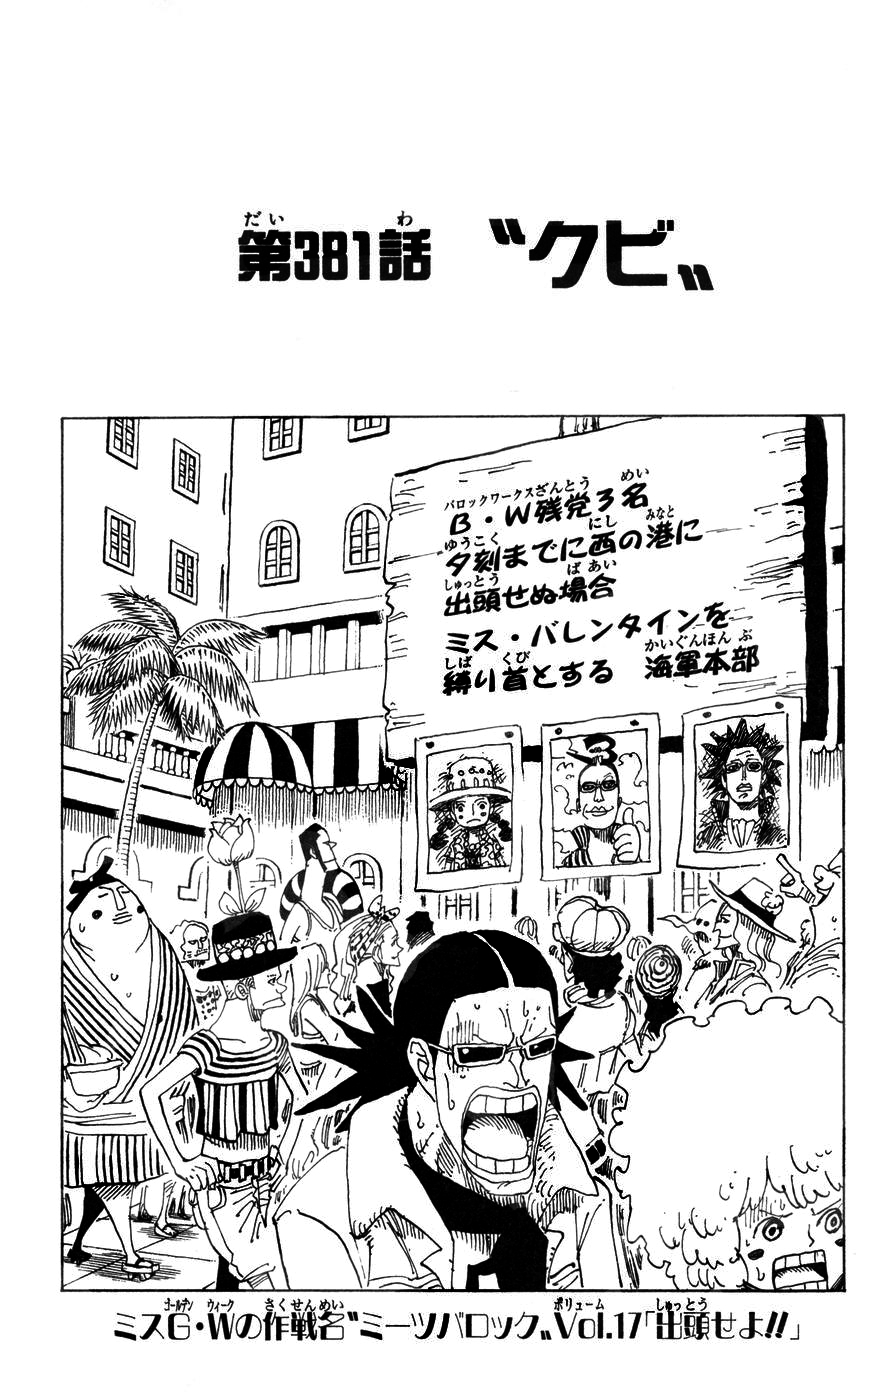 第381話 〝クビ〟
B・W残党3名
夕刻までに西の港に
出頭せぬ場合
ミス・バレンタインを
縛り首とする 海軍本部
ミスG・Wの作戦名〝ミーツバロック〟Vol.17「出頭せよ!!」